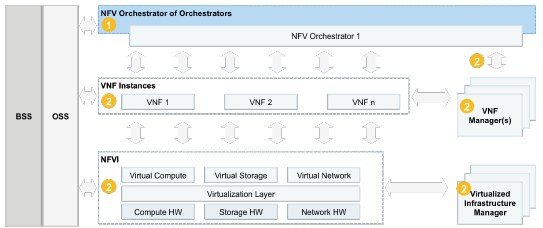 NFV Orchestrator of Orchestrators
1
NFV Orchestrator 1
2
2
VNF Instances
2
VNF 1
VNF 2
VNF n
2
VNF
Manager(s)
BSS
OSS
NFVI
2
Virtual Compute
Virtual Storage
Virtual Network
Virtualization Layer
Compute HW
Storage HW
Network HW
2
Virtualized
Infrastructure
Manager